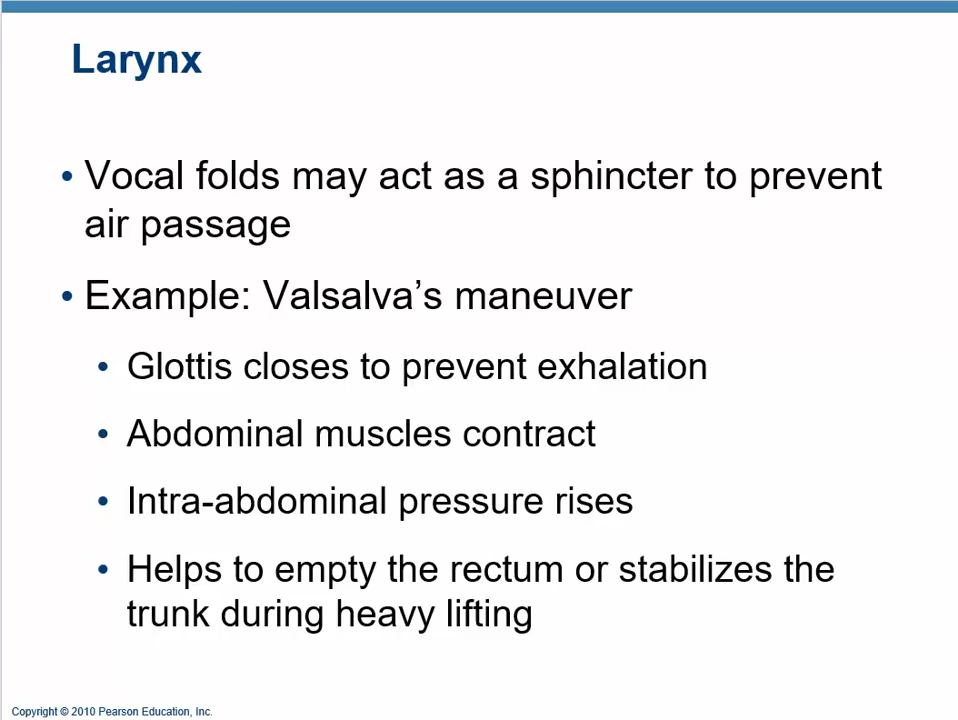 Larynx
• Vocal folds may act as a sphincter to prevent
air passage
• Example: Valsalva’s maneuver
• Glottis closes to prevent exhalation
• Abdominal muscles contract
• Intra-abdominal pressure rises
• Helps to empty the rectum or stabilizes the
trunk during heavy lifting
Copyright © 2010 Pearson Education, Inc.